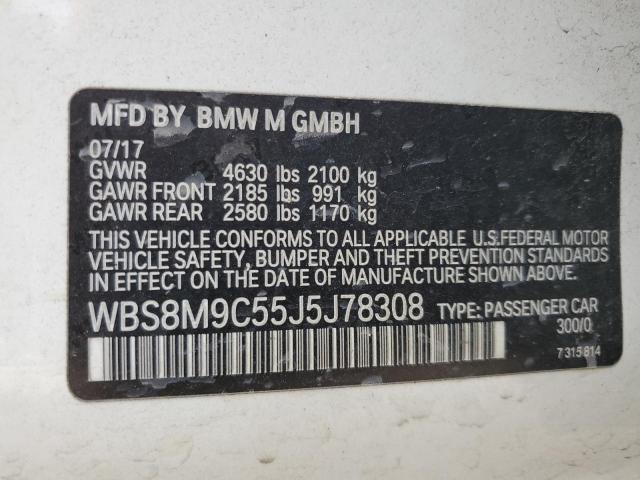 MFD BY BMW M GMBH
07/17
GVWR 4630 lbs 2100 kg
GAWR FRONT 2185 lbs 991 kg
GAWR REAR 2580 lbs 1170 kg
THIS VEHICLE CONFORMS TO ALL APPLICABLE U.S.FEDERAL MOTOR
VEHICLE SAFETY, BUMPER AND THEFT PREVENTION STANDARDS
IN EFFECT ON THE DATE OF MANUFACTURE SHOWN ABOVE.
WBS8M9C55J5J78308 TYPE: PASSENGER CAR
300/0
7 315 814